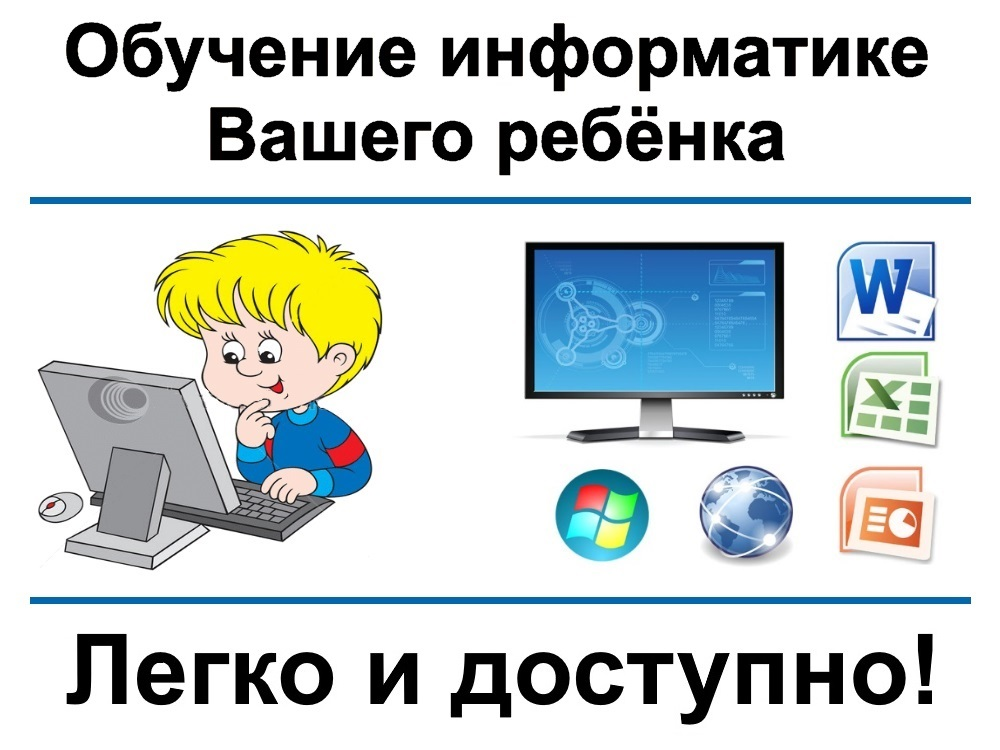 Обучение информатике
Вашего ребёнка
W
X
Легко и доступно!